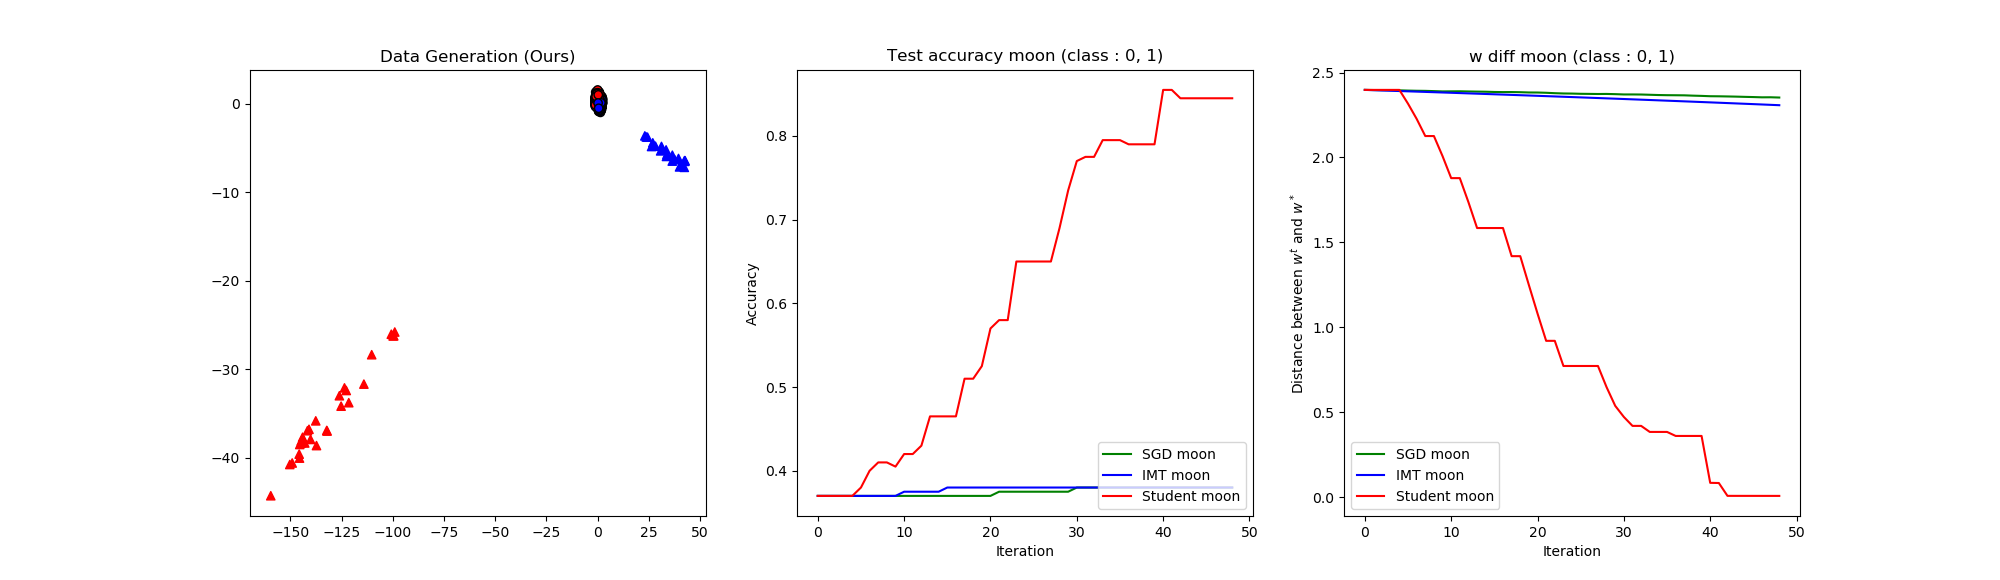 Data Generation (Ours)
0
−10
−20
−30
−40
−150
−125
−100
−75
−50
−25
0
25
50
Test accuracy moon (class : 0, 1)
Accuracy
0.8
0.7
0.6
0.5
0.4
SGD moon
IMT moon
Student moon
0
10
20
30
40
50
Iteration
w diff moon (class : 0, 1)
Distance between w^t and w^*
2.5
2.0
1.5
1.0
0.5
0.0
SGD moon
IMT moon
Student moon
0
10
20
30
40
50
Iteration